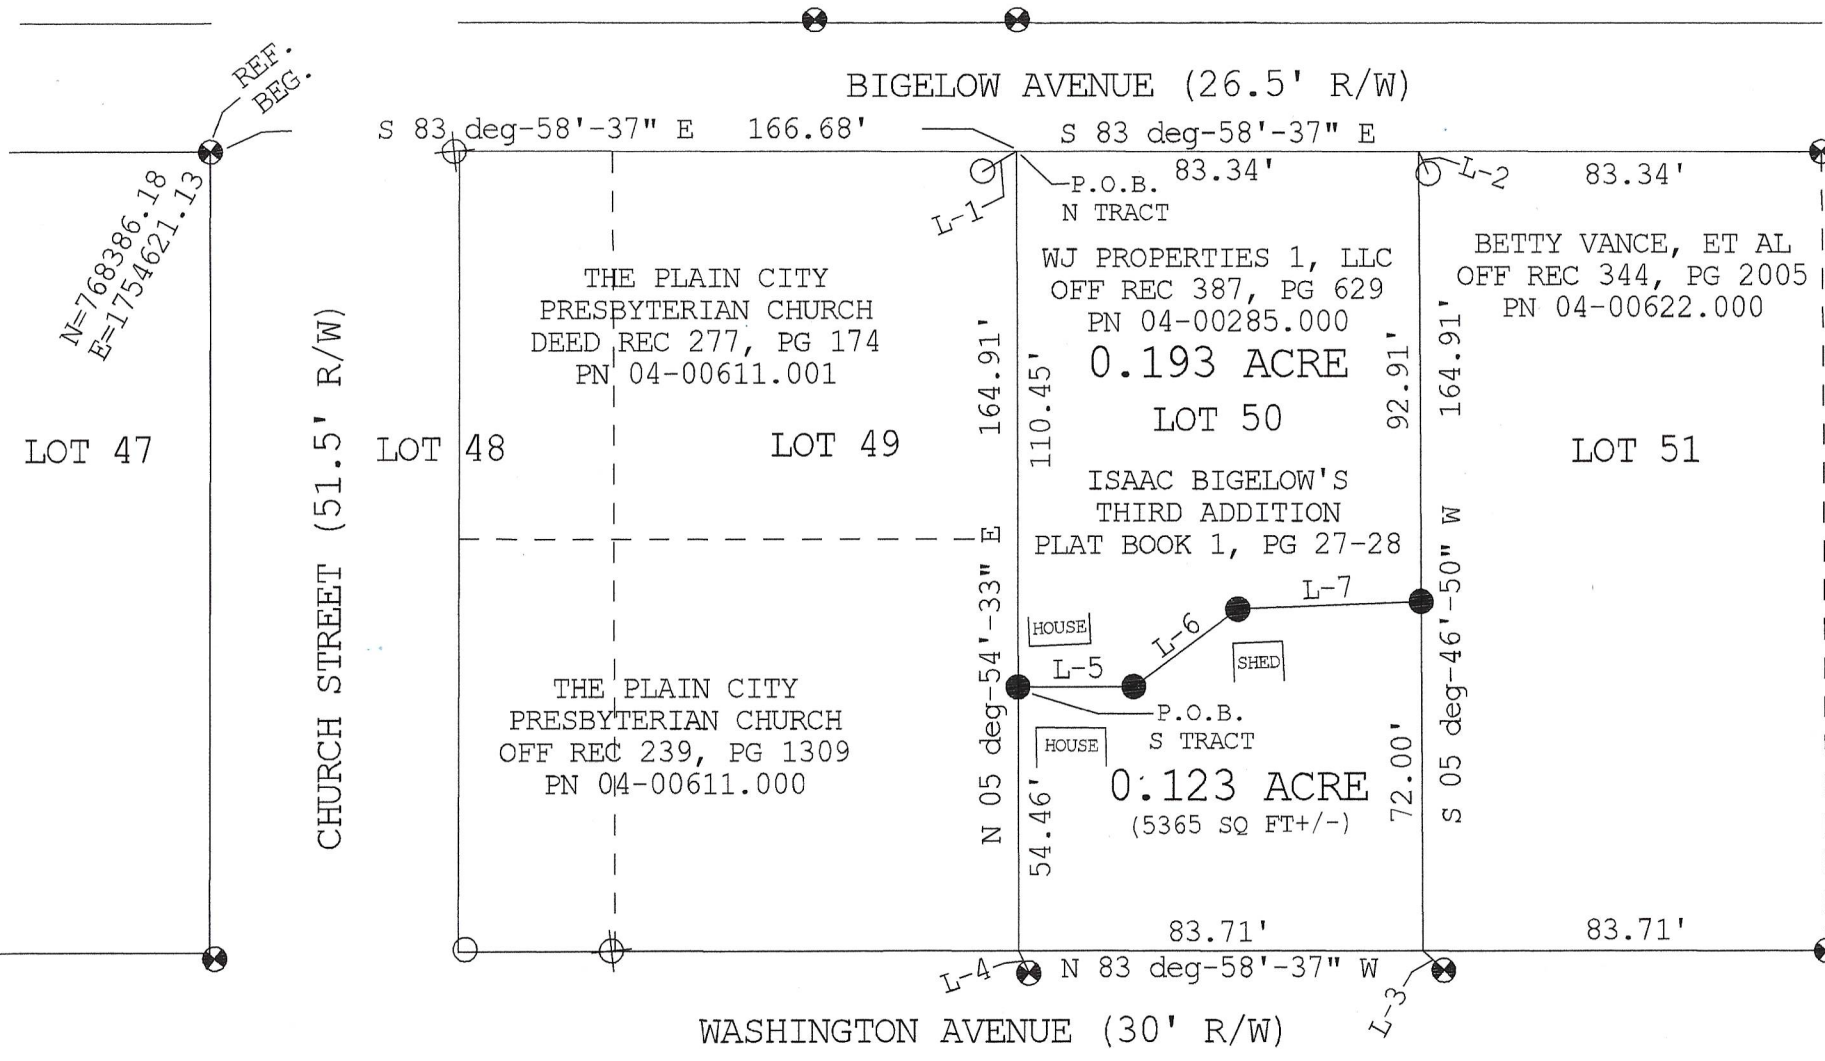 REF.
BEG.
N=768386.18
E=1754621.13
BIGELOW AVENUE (26.5' R/W)
S 83 deg-58'-37" E 166.68'
S 83 deg-58'-37" E
83.34'
83.34'
L-1
L-2
P.O.B.
N TRACT
THE PLAIN CITY
PRESBYTERIAN CHURCH
DEED REC 277, PG 174
PN 04-00611.001
WJ PROPERTIES 1, LLC
OFF REC 387, PG 629
PN 04-00285.000
0.193 ACRE
LOT 50
ISAAC BIGELOW'S
THIRD ADDITION
PLAT BOOK 1, PG 27-28
BETTY VANCE, ET AL
OFF REC 344, PG 2005
PN 04-00622.000
LOT 47
CHURCH STREET (51.5' R/W)
LOT 48
LOT 49
LOT 51
N 05 deg-54'-33" E 164.91'
110.45'
92.91'
S 05 deg-46'-50" W 164.91'
HOUSE
L-5
L-6
L-7
SHED
P.O.B.
S TRACT
HOUSE
0.123 ACRE
(5365 SQ FT+/-)
54.46'
72.00'
THE PLAIN CITY
PRESBYTERIAN CHURCH
OFF REC 239, PG 1309
PN 04-00611.000
83.71'
83.71'
L-4
N 83 deg-58'-37" W
L-3
WASHINGTON AVENUE (30' R/W)